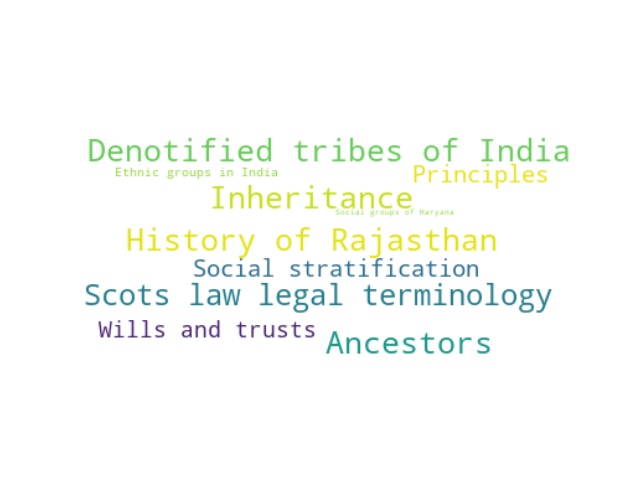 Denotified tribes of India
Ethnic groups in India
Principles
Inheritance
Social groups of Haryana
History of Rajasthan
Social stratification
Scots law legal terminology
Wills and trusts
Ancestors